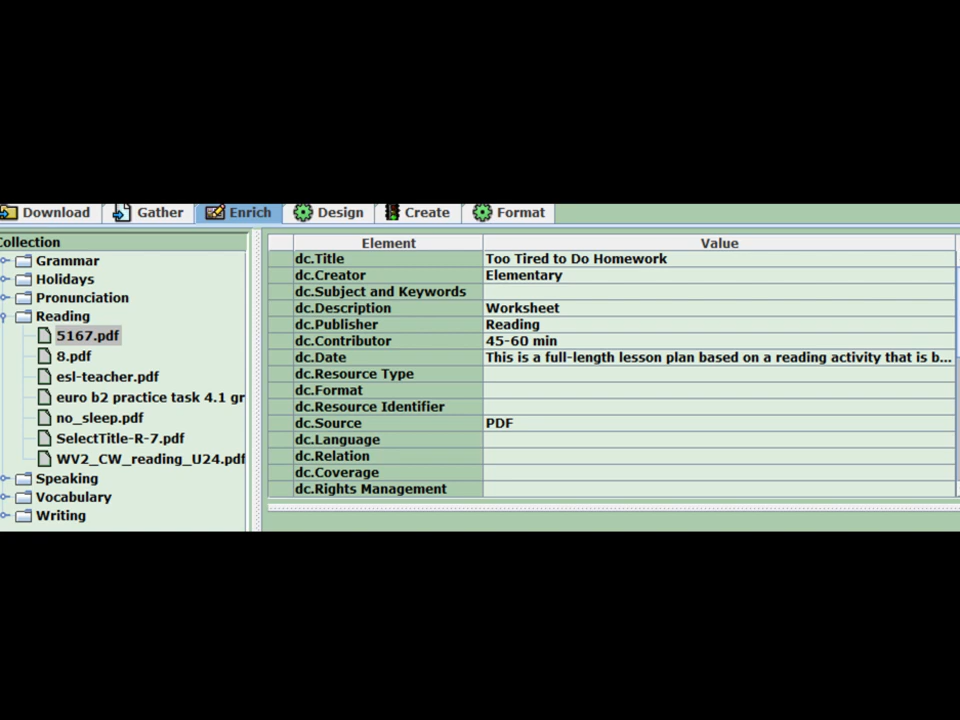 Download Gather Enrich Design Create Format
Collection
Grammar
Holidays
Pronunciation
Reading
5167.pdf
8.pdf
esl-teacher.pdf
euro b2 practice task 4.1 gr
no_sleep.pdf
SelectTitle-R-7.pdf
WV2_CW_reading_U24.pdf
Speaking
Vocabulary
Writing
Element Value
dc.Title Too Tired to Do Homework
dc.Creator Elementary
dc.Subject and Keywords
dc.Description Worksheet
dc.Publisher Reading
dc.Contributor 45-60 min
dc.Date This is a full-length lesson plan based on a reading activity that is b...
dc.Resource Type
dc.Format
dc.Resource Identifier
dc.Source PDF
dc.Language
dc.Relation
dc.Coverage
dc.Rights Management